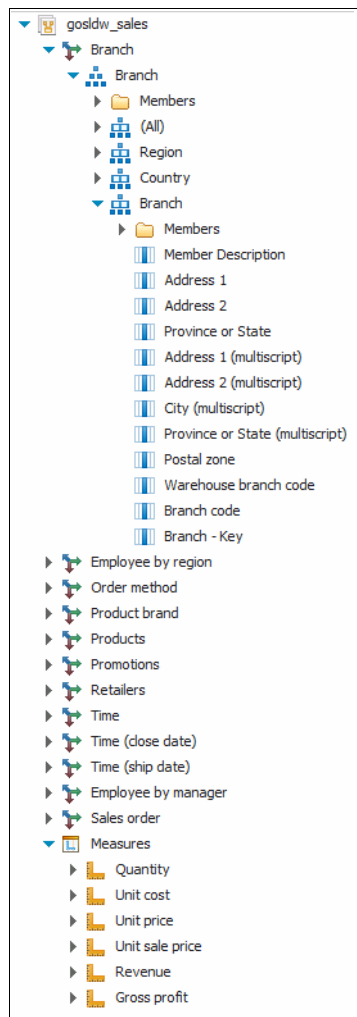 gosldw_sales
Branch
Branch
Members
(All)
Region
Country
Branch
Members
Member Description
Address 1
Address 2
Province or State
Address 1 (multiscript)
Address 2 (multiscript)
City (multiscript)
Province or State (multiscript)
Postal zone
Warehouse branch code
Branch code
Branch - Key
Employee by region
Order method
Product brand
Products
Promotions
Retailers
Time
Time (close date)
Time (ship date)
Employee by manager
Sales order
Measures
Quantity
Unit cost
Unit price
Unit sale price
Revenue
Gross profit